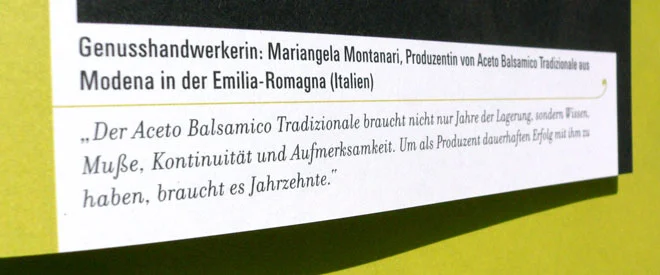 Genusshandwerkerin: Mariangela Montanari, Produzentin von Aceto Balsamico Tradizionale aus
Modena in der Emilia-Romagna (Italien)
„Der Aceto Balsamico Tradizionale braucht nicht nur Jahre der Lagerung, sondern Wissen,
Muße, Kontinuität und Aufmerksamkeit. Um als Produzent dauerhaften Erfolg mit ihm zu
haben, braucht es Jahrzehnte.“